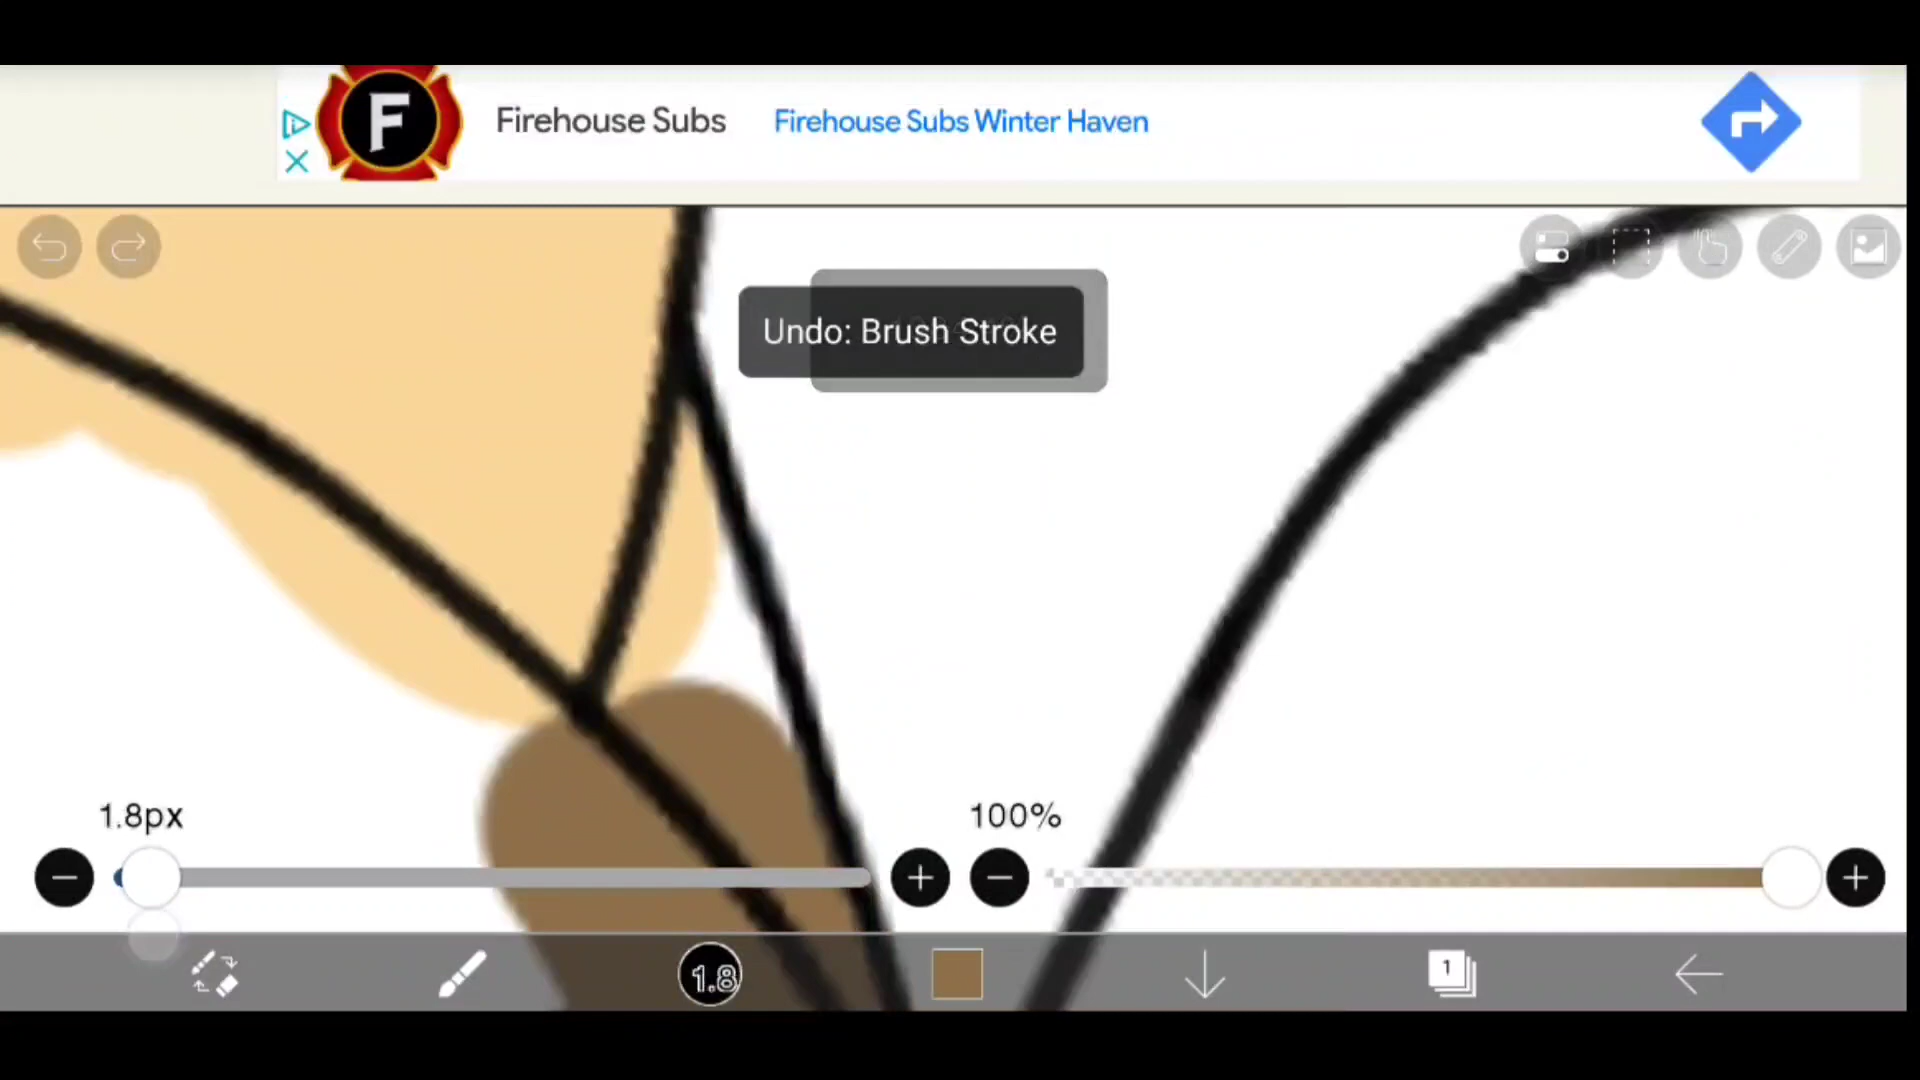 F
Firehouse Subs
Firehouse Subs Winter Haven
Undo: Brush Stroke
1.8px
100%
1.8
1